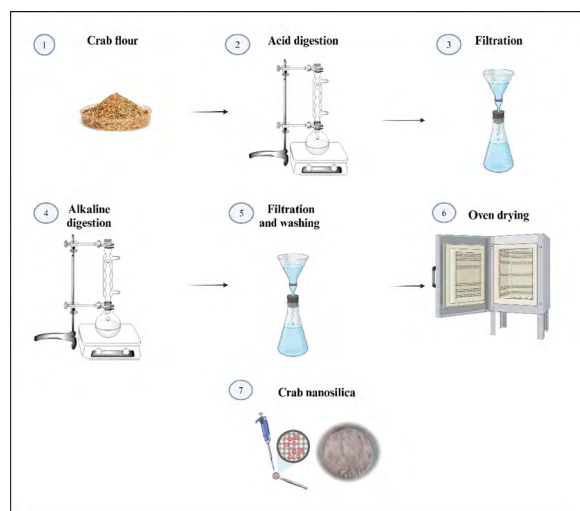 1
Crab flour
2
Acid digestion
3
Filtration
4
Alkaline
digestion
5
Filtration
and washing
6
Oven drying
7
Crab nanosilica